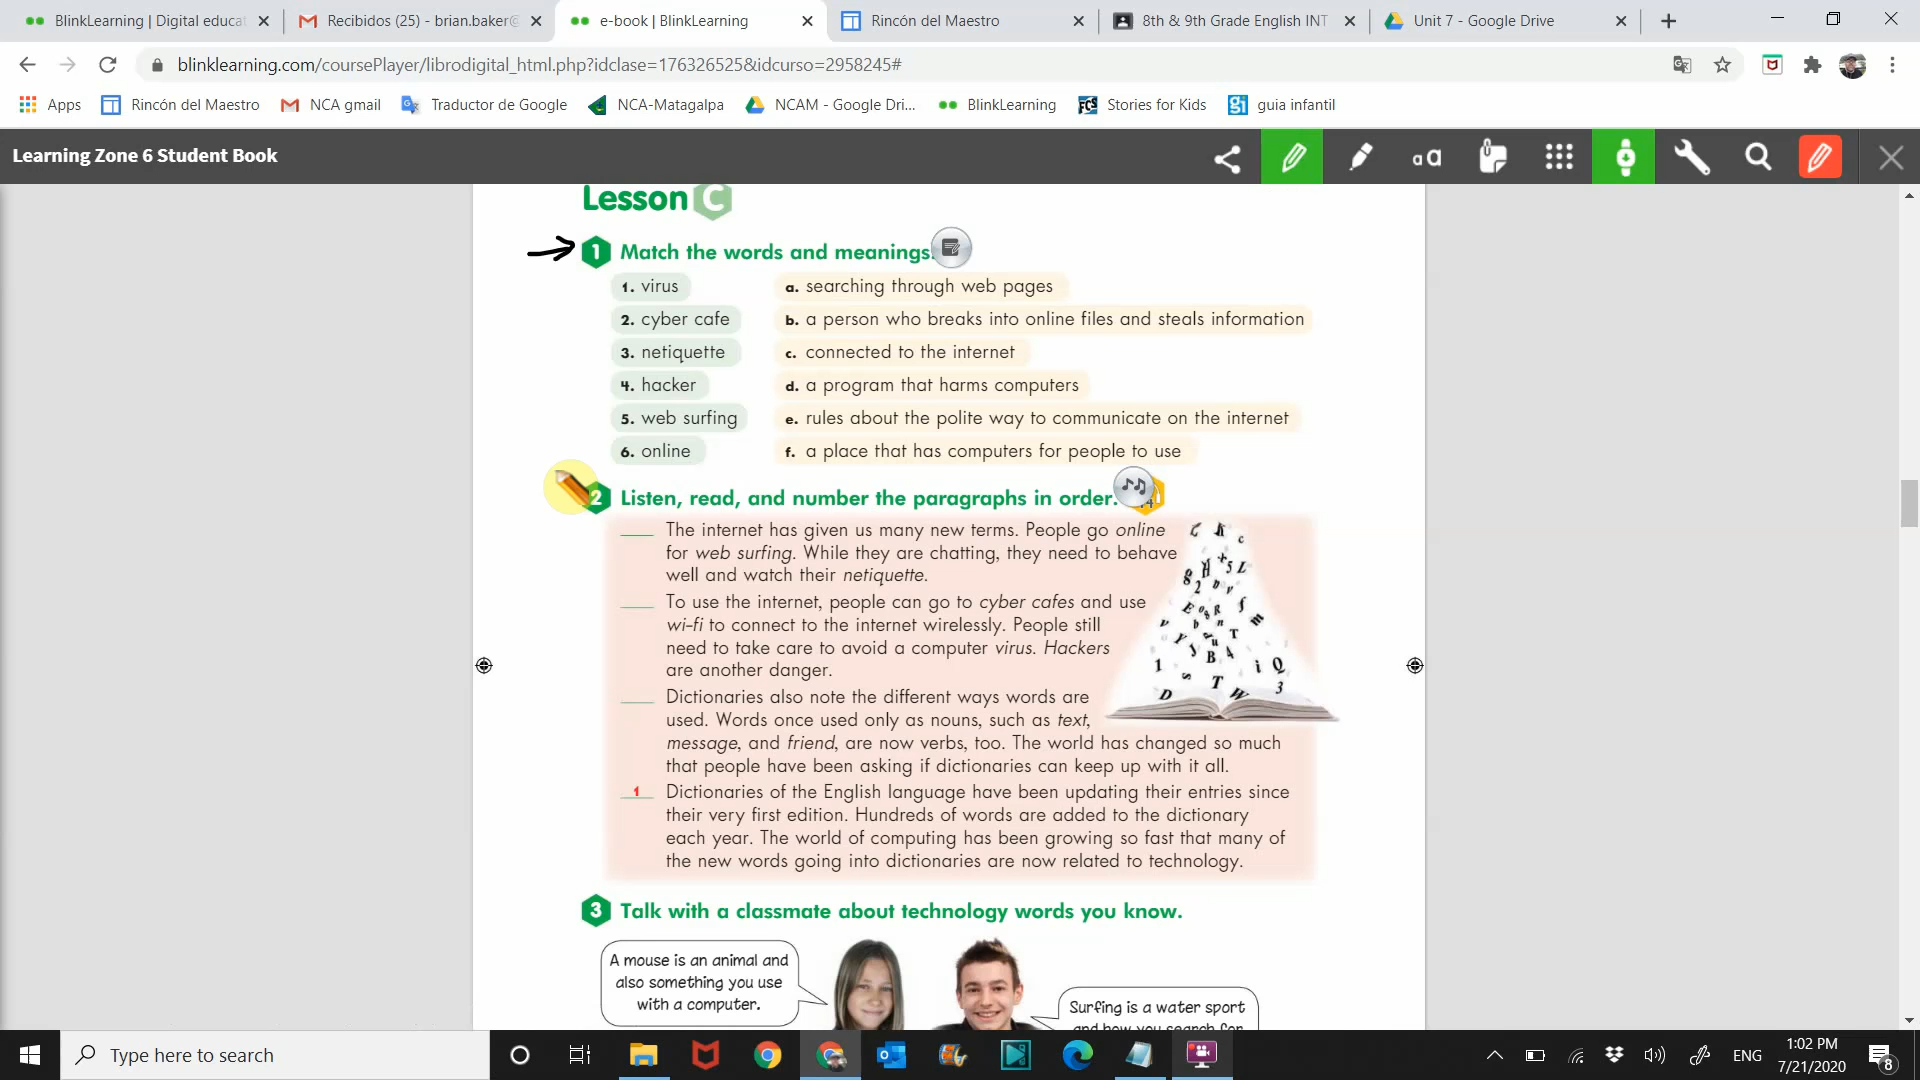 BlinkLearning | Digital educat
Recibidos (25) - brian.baker@
e-book | BlinkLearning
Rincón del Maestro
8th & 9th Grade English INT
Unit 7 - Google Drive
blinklearning.com/coursePlayer/librodigital_html.php?idclase=176326525&idcurso=2958245#
Apps
Rincón del Maestro
NCA gmail
Traductor de Google
NCA-Matagalpa
NCAM - Google Dri...
BlinkLearning
FCS Stories for Kids
gi guia infantil
Learning Zone 6 Student Book
aa
Lesson C
1 Match the words and meanings.
1. virus
a. searching through web pages
2. cyber cafe
b. a person who breaks into online files and steals information
3. netiquette
c. connected to the internet
4. hacker
d. a program that harms computers
5. web surfing
e. rules about the polite way to communicate on the internet
6. online
f. a place that has computers for people to use
2 Listen, read, and number the paragraphs in order.
The internet has given us many new terms. People go online
for web surfing. While they are chatting, they need to behave
well and watch their netiquette.
To use the internet, people can go to cyber cafes and use
wi-fi to connect to the internet wirelessly. People still
need to take care to avoid a computer virus. Hackers
are another danger.
Dictionaries also note the different ways words are
used. Words once used only as nouns, such as text,
message, and friend, are now verbs, too. The world has changed so much
that people have been asking if dictionaries can keep up with it all.
1 Dictionaries of the English language have been updating their entries since
their very first edition. Hundreds of words are added to the dictionary
each year. The world of computing has been growing so fast that many of
the new words going into dictionaries are now related to technology.
3 Talk with a classmate about technology words you know.
A mouse is an animal and
also something you use
with a computer.
Surfing is a water sport
and how you search for
Type here to search
ENG
1:02 PM
7/21/2020
8